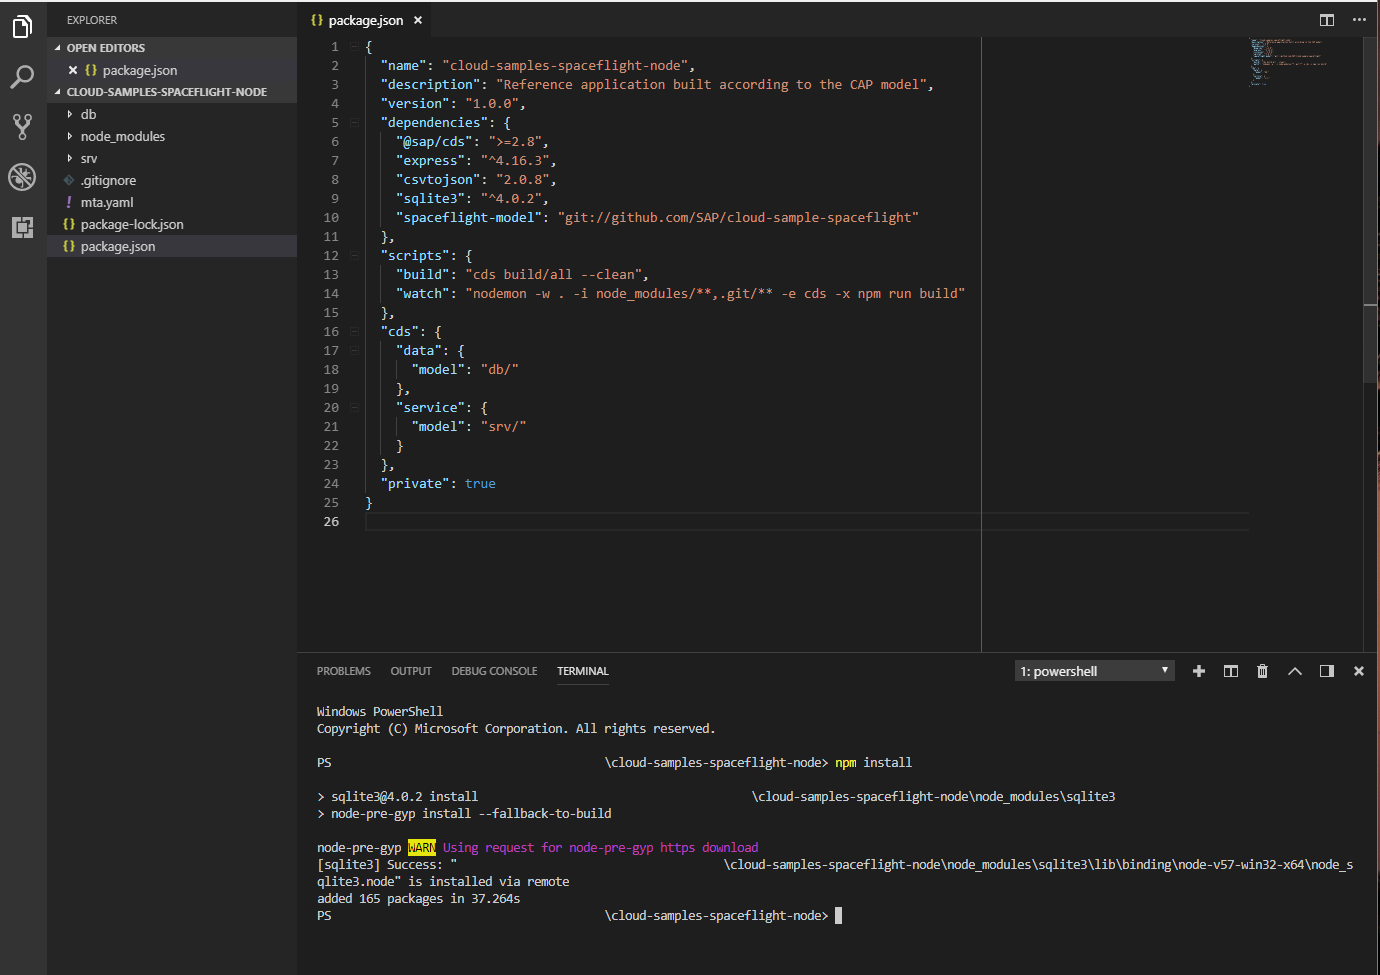 EXPLORER
OPEN EDITORS
package.json
CLOUD-SAMPLES-SPACEFLIGHT-NODE
db
node_modules
srv
.gitignore
mta.yaml
package-lock.json
package.json
package.json
1 {
2 "name": "cloud-samples-spaceflight-node",
3 "description": "Reference application built according to the CAP model",
4 "version": "1.0.0",
5 "dependencies": {
6 "@sap/cds": ">=2.8",
7 "express": "^4.16.3",
8 "csvtojson": "2.0.8",
9 "sqlite3": "^4.0.2",
10 "spaceflight-model": "git://github.com/SAP/cloud-sample-spaceflight"
11 },
12 "scripts": {
13 "build": "cds build/all --clean",
14 "watch": "nodemon -w . -i node_modules/**,.git/** -e cds -x npm run build"
15 },
16 "cds": {
17 "data": {
18 "model": "db/"
19 },
20 "service": {
21 "model": "srv/"
22 }
23 },
24 "private": true
25 }
26
PROBLEMS OUTPUT DEBUG CONSOLE TERMINAL 1: powershell
Windows PowerShell
Copyright (C) Microsoft Corporation. All rights reserved.
PS \cloud-samples-spaceflight-node> npm install
> sqlite3@4.0.2 install \cloud-samples-spaceflight-node\node_modules\sqlite3
> node-pre-gyp install --fallback-to-build
node-pre-gyp WARN Using request for node-pre-gyp https download
[sqlite3] Success: " \cloud-samples-spaceflight-node\node_modules\sqlite3\lib\binding\node-v57-win32-x64\node_s
qlite3.node" is installed via remote
added 165 packages in 37.264s
PS \cloud-samples-spaceflight-node>